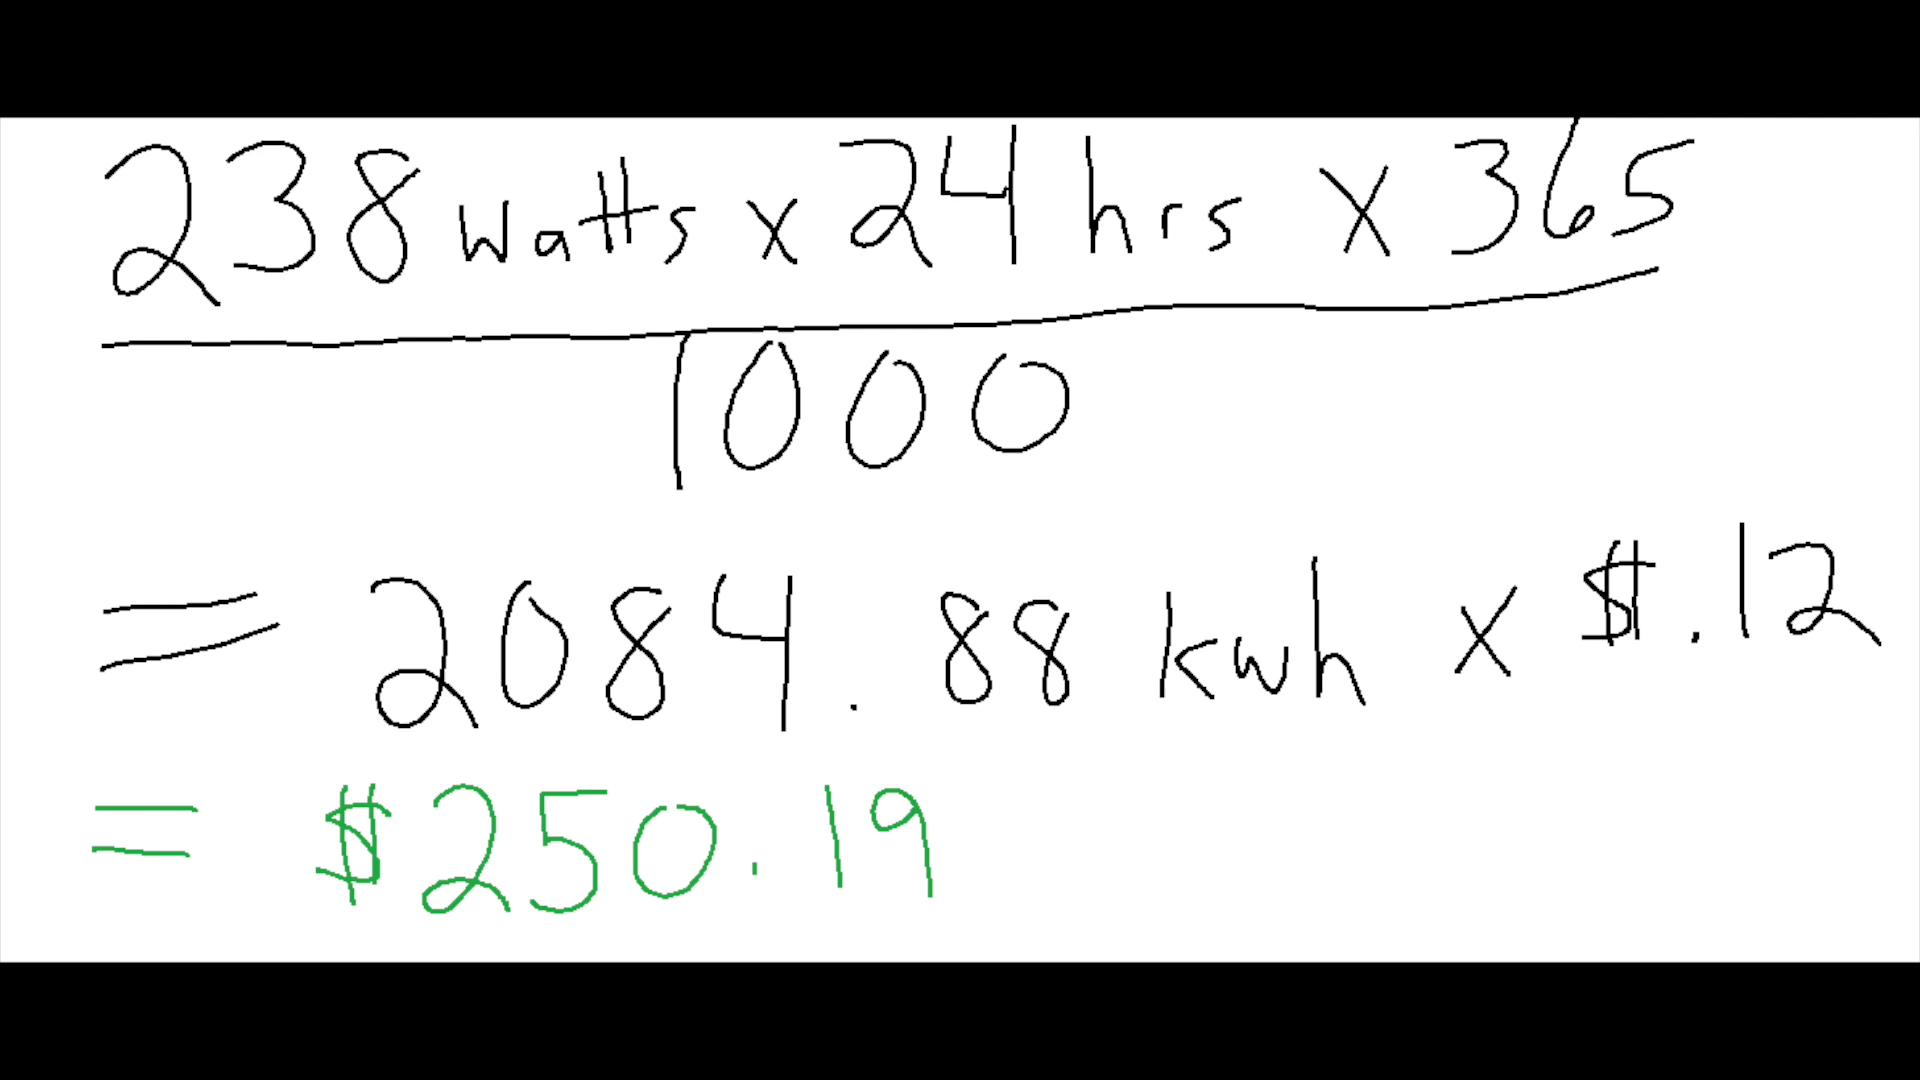 238 watts x 24 hrs x 365
1000
= 2084.88 kwh x $.12
= $250.19